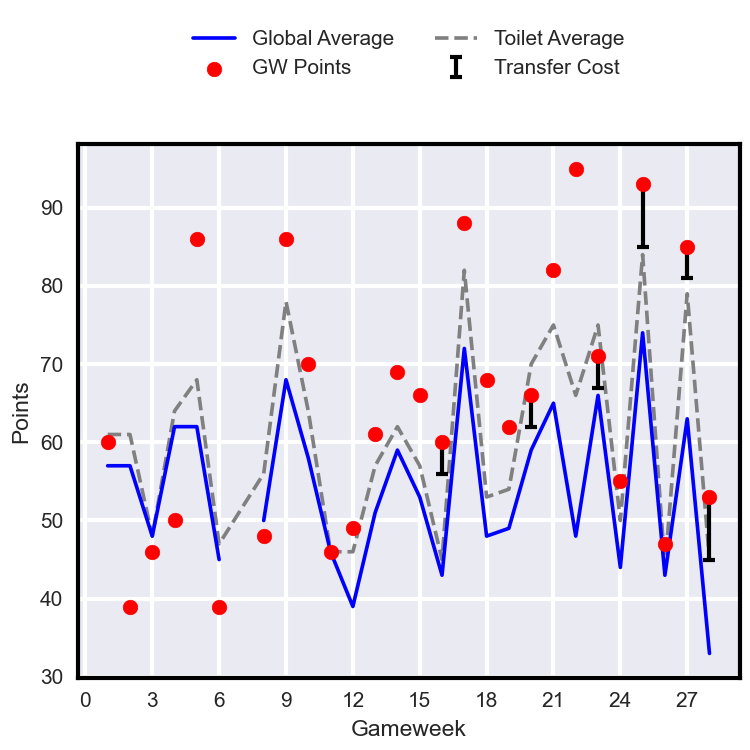 Global Average
Toilet Average
GW Points
Transfer Cost
Points
90
80
70
60
50
40
30
0 3 6 9 12 15 18 21 24 27
Gameweek